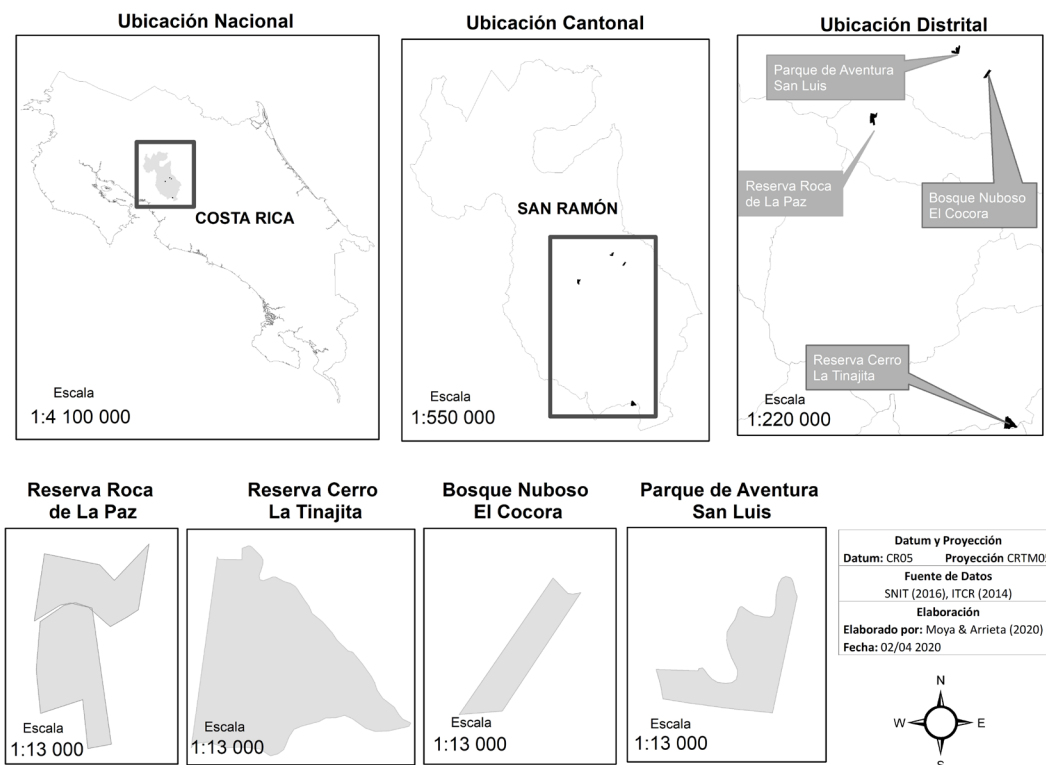 Ubicación Nacional
COSTA RICA
Escala
1:4 100 000
Ubicación Cantonal
SAN RAMÓN
Escala
1:550 000
Ubicación Distrital
Parque de Aventura
San Luis
Reserva Roca
de La Paz
Bosque Nuboso
El Cocora
Reserva Cerro
La Tinajita
Escala
1:220 000
Reserva Roca
de La Paz
Escala
1:13 000
Reserva Cerro
La Tinajita
Escala
1:13 000
Bosque Nuboso
El Cocora
Escala
1:13 000
Parque de Aventura
San Luis
Escala
1:13 000
Datum y Proyección
Datum: CR05 Proyección CRTM05
Fuente de Datos
SNIT (2016), ITCR (2014)
Elaboración
Elaborado por: Moya & Arrieta (2020)
Fecha: 02/04 2020
N
W E
S